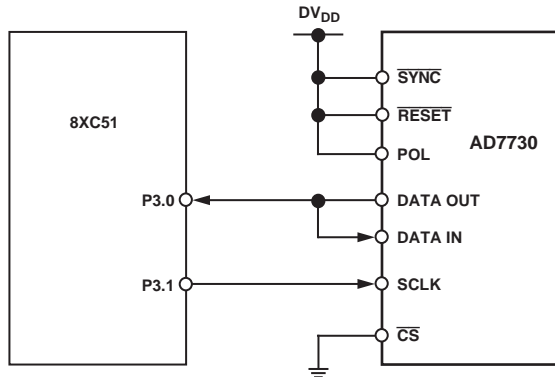 DVDD
8XC51
SYNC
RESET
AD7730
POL
P3.0
DATA OUT
DATA IN
P3.1
SCLK
CS